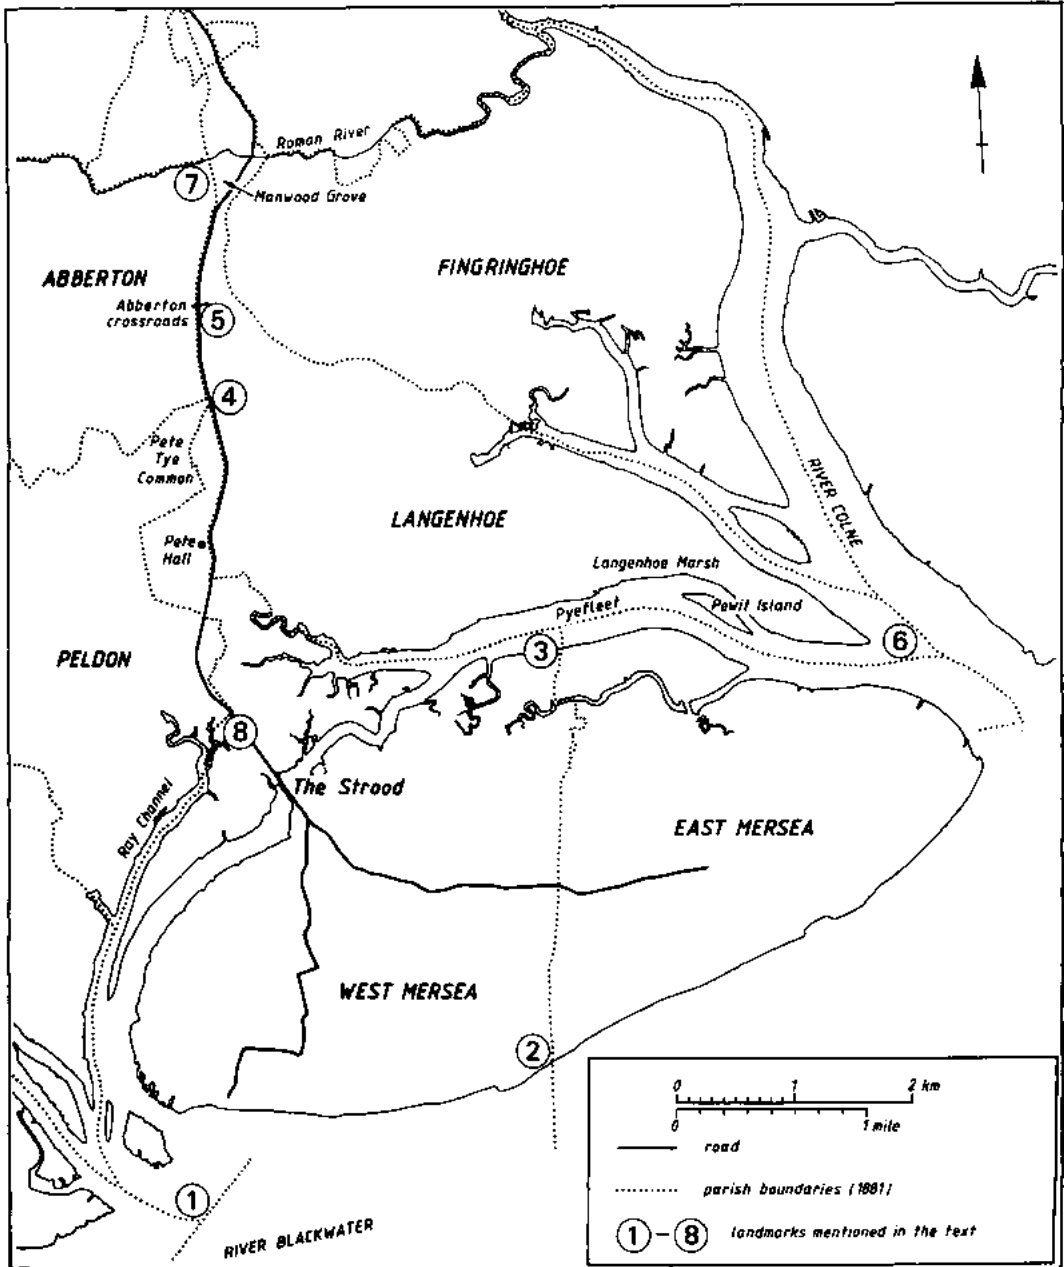 Roman River
7
Manwood Grove
ABBERTON
FINGRINGHOE
Abberton
crossroads
5
4
Pete
Tye
Common
RIVER COLNE
LANGENHOE
Pete
Hall
Langenhoe Marsh
Pewit Island
Pyefleet
6
3
PELDON
8
The Strood
Ray Channel
EAST MERSEA
WEST MERSEA
2
1
RIVER BLACKWATER
0 1 2 km
0 1 mile
road
parish boundaries (1881)
1 - 8 landmarks mentioned in the text